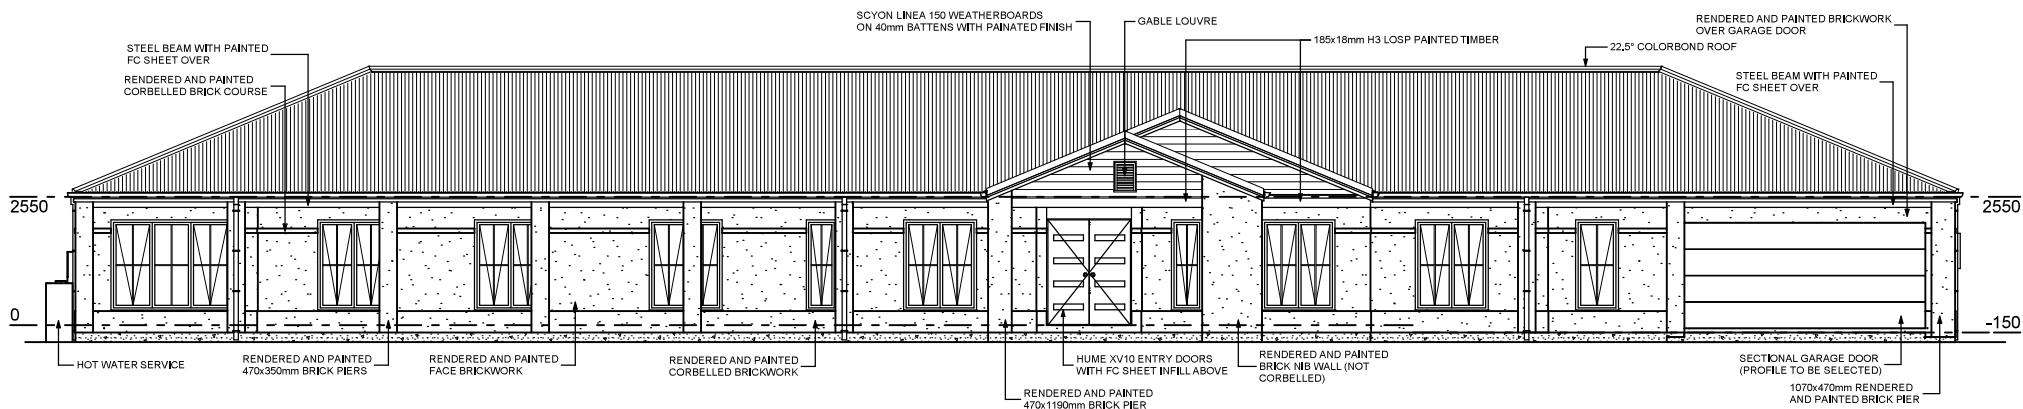 SCYON LINEA 150 WEATHERBOARDS
ON 40mm BATTENS WITH PAINATED FINISH
GABLE LOUVRE
RENDERED AND PAINTED BRICKWORK
OVER GARAGE DOOR
185x18mm H3 LOSP PAINTED TIMBER
22.5° COLORBOND ROOF
STEEL BEAM WITH PAINTED
FC SHEET OVER
RENDERED AND PAINTED
CORBELLED BRICK COURSE
STEEL BEAM WITH PAINTED
FC SHEET OVER
2550
2550
0
-150
HOT WATER SERVICE
RENDERED AND PAINTED
470x350mm BRICK PIERS
RENDERED AND PAINTED
FACE BRICKWORK
RENDERED AND PAINTED
CORBELLED BRICKWORK
RENDERED AND PAINTED
470x1190mm BRICK PIER
HUME XV10 ENTRY DOORS
WITH FC SHEET INFILL ABOVE
RENDERED AND PAINTED
BRICK NIB WALL (NOT
CORBELLED)
SECTIONAL GARAGE DOOR
(PROFILE TO BE SELECTED)
1070x470mm RENDERED
AND PAINTED BRICK PIER